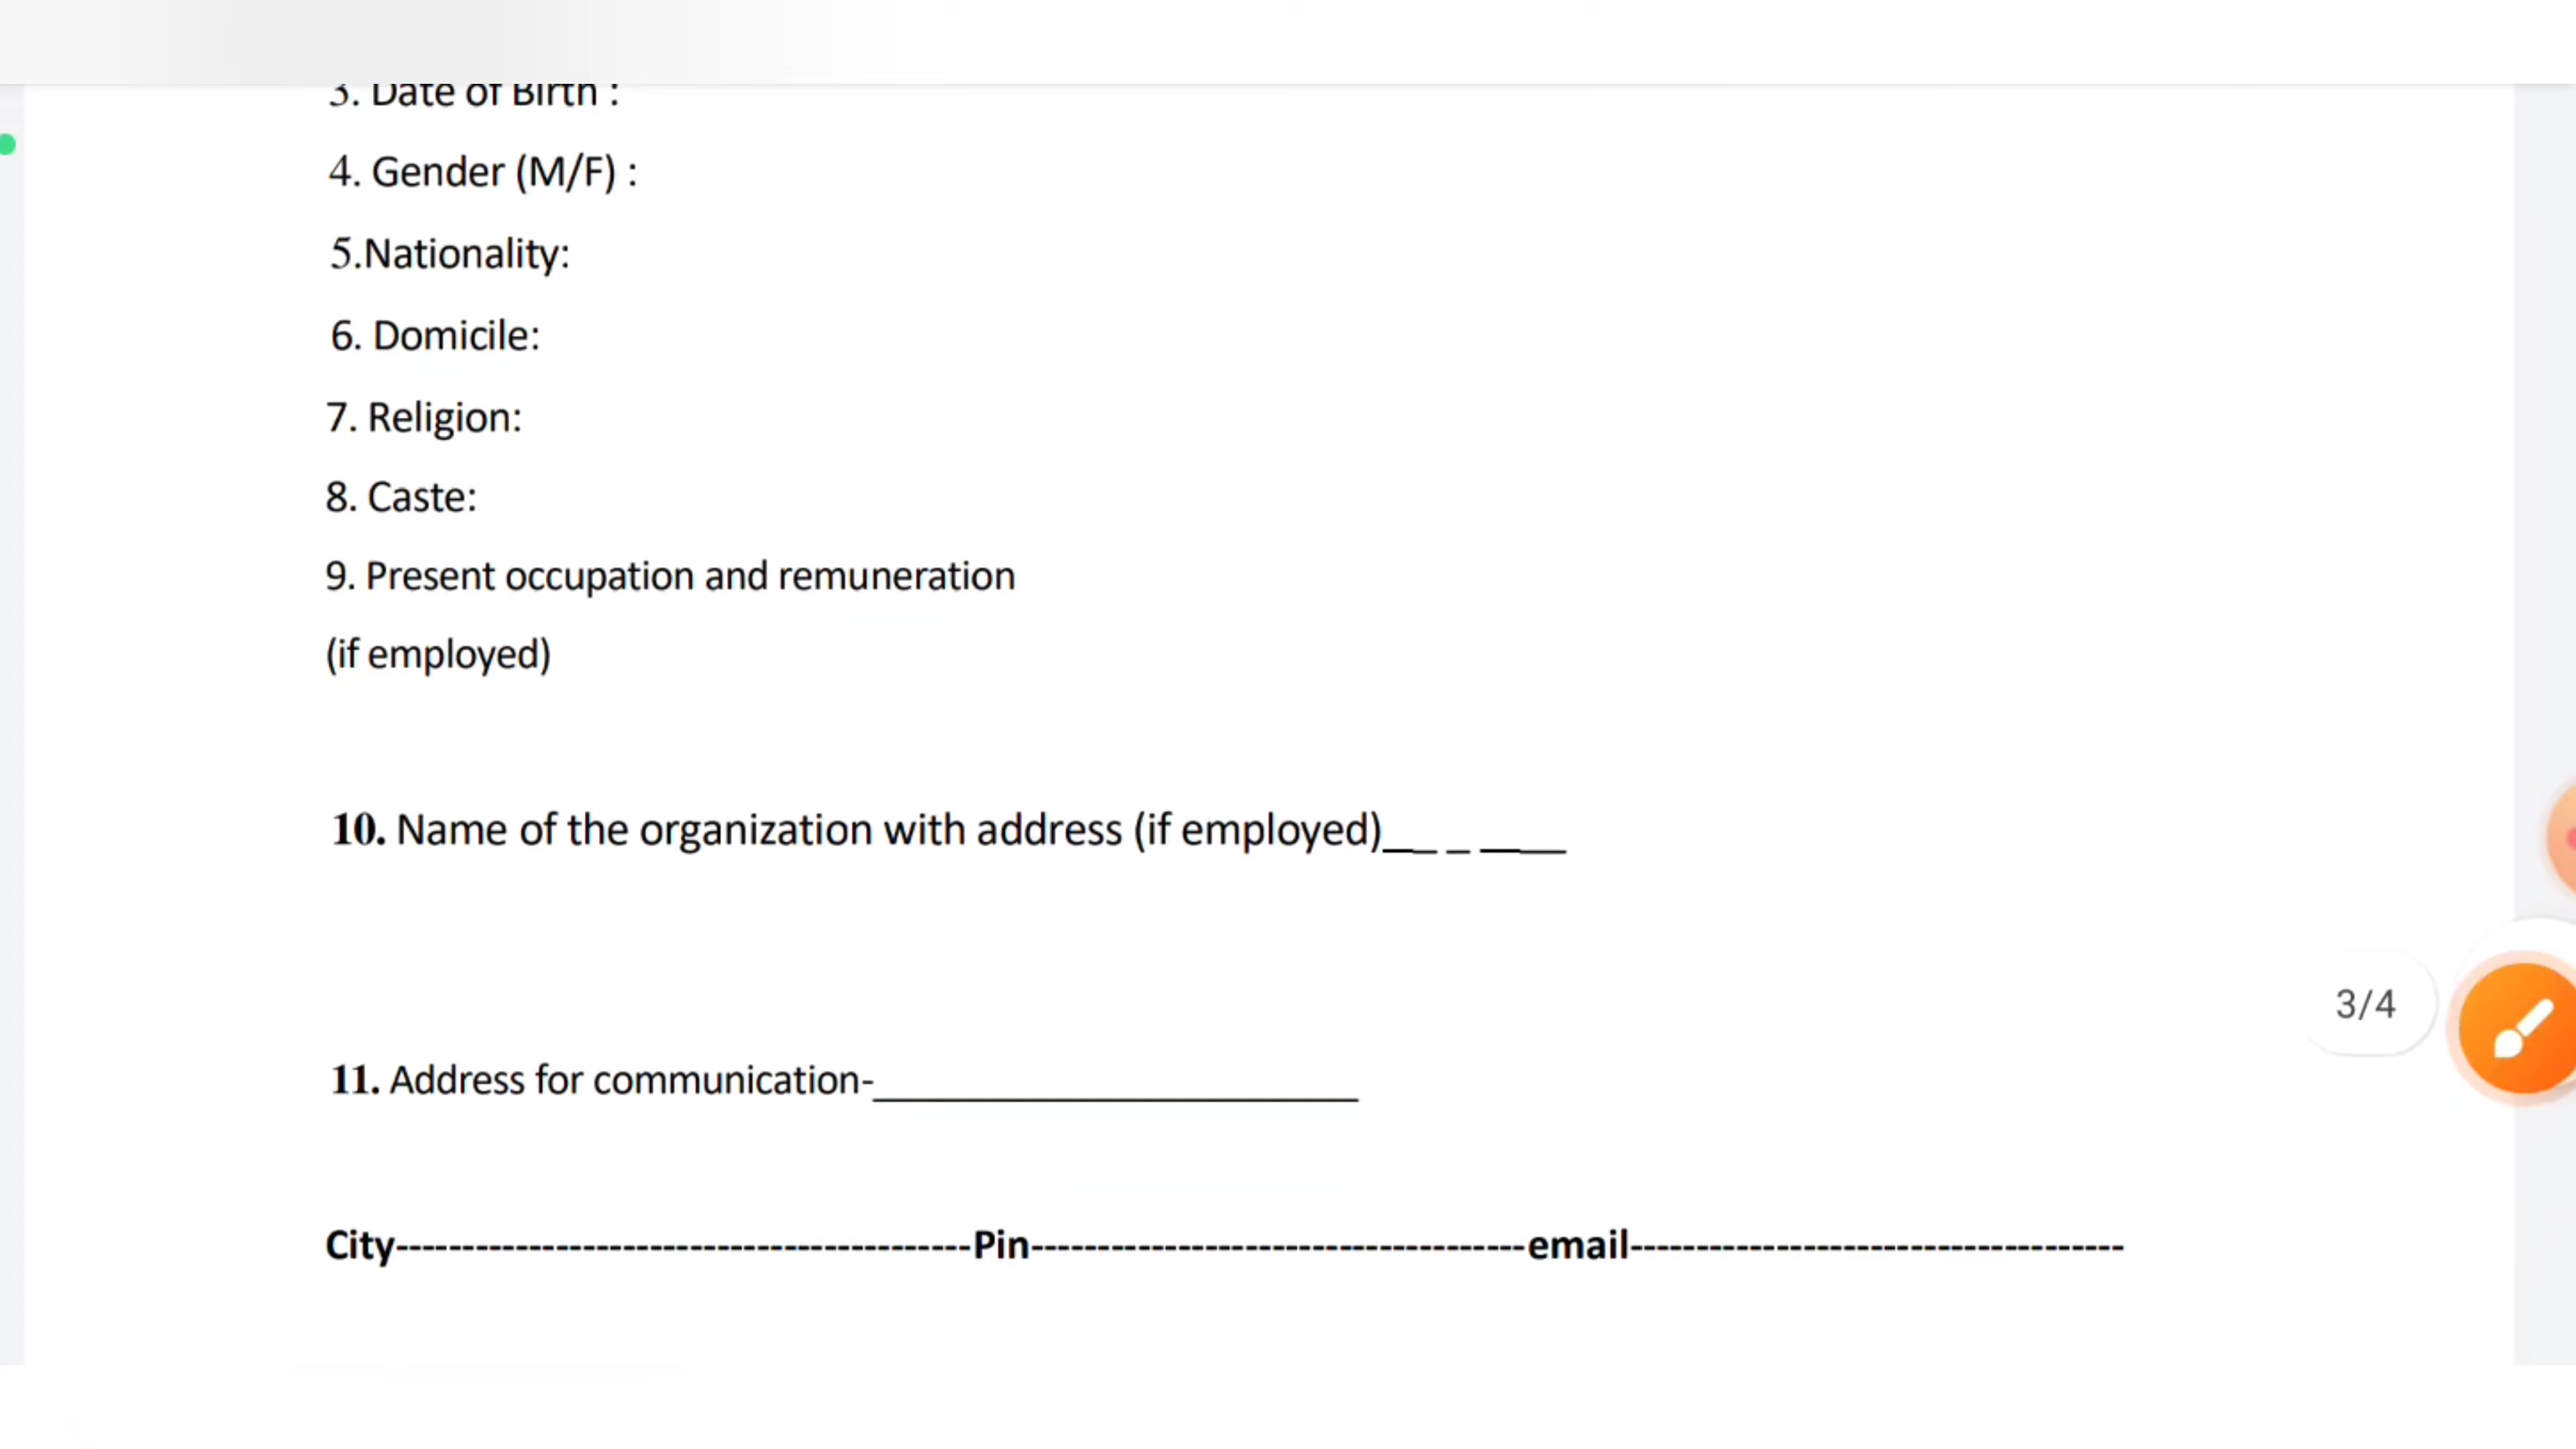 3. Date of Birth :
4. Gender (M/F) :
5.Nationality:
6. Domicile:
7. Religion:
8. Caste:
9. Present occupation and remuneration
(if employed)
10. Name of the organization with address (if employed)__ _ ___
3/4
11. Address for communication-______________________
City-------------------------------------------Pin-------------------------------------email-------------------------------------